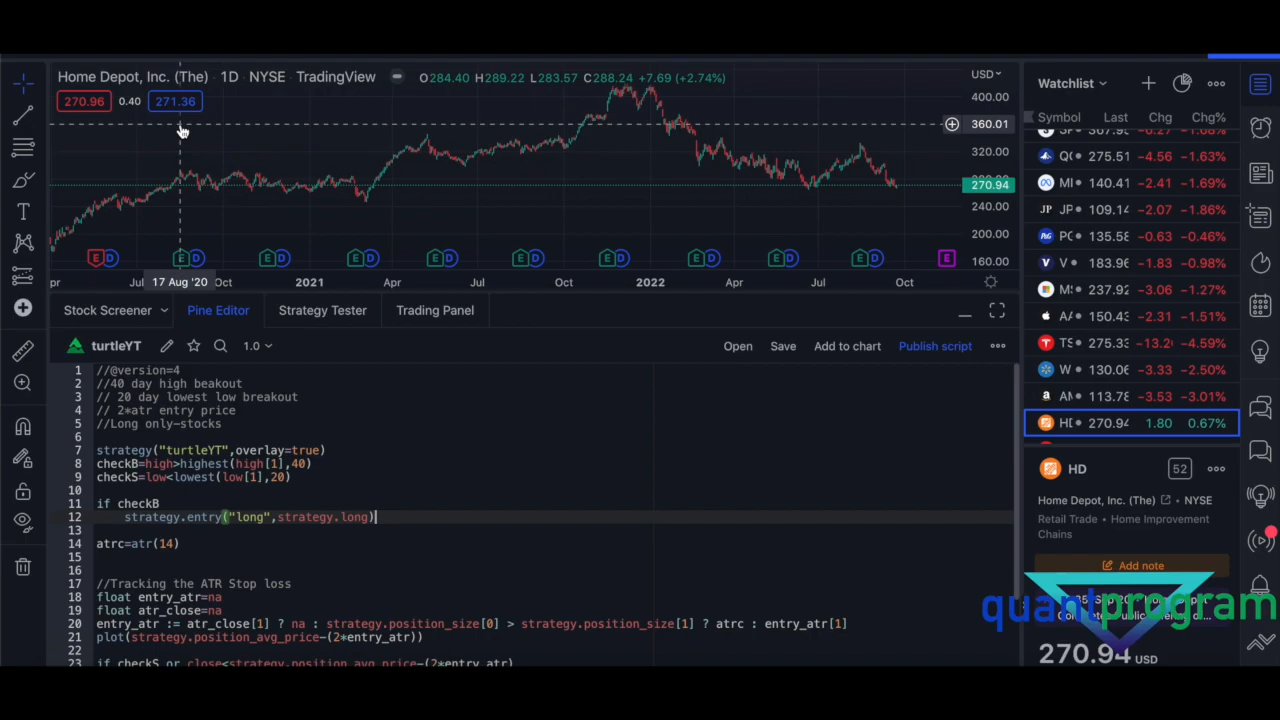 Home Depot, Inc. (The) · 1D · NYSE · TradingView O284.40 H289.22 L283.57 C288.24 +7.69 (+2.74%)
270.96 0.40 271.36
USD
400.00
360.01
320.00
270.94
240.00
200.00
160.00
E D E D E D E D E D E D E D E D E D E D E
Jul 17 Aug '20 Oct 2021 Apr Jul Oct 2022 Apr Jul Oct
Stock Screener Pine Editor Strategy Tester Trading Panel
turtleYT 1.0 Open Save Add to chart Publish script
1 //@version=4
2 //40 day high beakout
3 // 20 day lowest low breakout
4 // 2*atr entry price
5 //Long only-stocks
6
7 strategy("turtleYT",overlay=true)
8 checkB=high>highest(high[1],40)
9 checkS=low<lowest(low[1],20)
10
11 if checkB
12 strategy.entry("long",strategy.long)
13
14 atrc=atr(14)
15
16
17 //Tracking the ATR Stop loss
18 float entry_atr=na
19 float atr_close=na
20 entry_atr := atr_close[1] ? na : strategy.position_size[0] > strategy.position_size[1] ? atrc : entry_atr[1]
21 plot(strategy.position_avg_price-(2*entry_atr))
22
23 if checkS or close<strategy.position_avg_price-(2*entry_atr)
Watchlist
Symbol Last Chg Chg%
275.51 -4.56 -1.63%
140.41 -2.41 -1.69%
JP 109.14 -2.07 -1.86%
135.58 -0.63 -0.46%
V 183.96 -1.83 -0.98%
237.92 -3.06 -1.27%
150.43 -2.31 -1.51%
275.33 -13.2 -4.59%
130.06 -3.33 -2.50%
113.78 -3.53 -3.01%
270.94 1.80 0.67%
HD 52
Home Depot, Inc. (The) · NYSE
Retail Trade · Home Improvement
Chains
Add note
quantprogram
270.94 USD